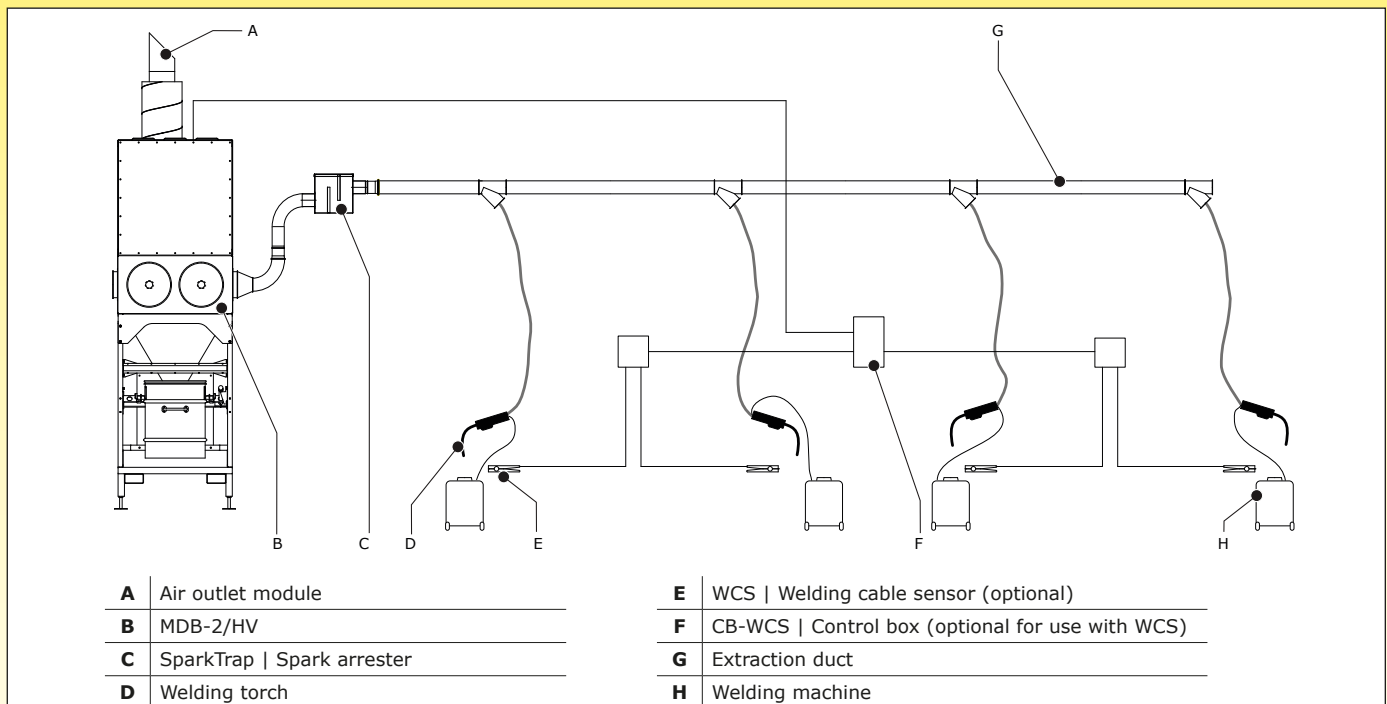 A
G
B
C
D
E
F
H
A Air outlet module
B MDB-2/HV
C SparkTrap | Spark arrester
D Welding torch
E WCS | Welding cable sensor (optional)
F CB-WCS | Control box (optional for use with WCS)
G Extraction duct
H Welding machine